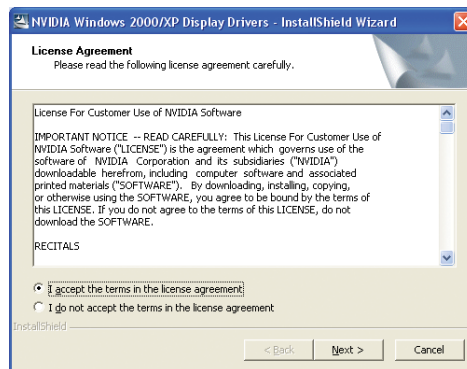 NVIDIA Windows 2000/XP Display Drivers - InstallShield Wizard
License Agreement
Please read the following license agreement carefully.
License For Customer Use of NVIDIA Software
IMPORTANT NOTICE -- READ CAREFULLY: This License For Customer Use of
NVIDIA Software ("LICENSE") is the agreement which governs use of the
software of NVIDIA Corporation and its subsidiaries ("NVIDIA")
downloadable herefrom, including computer software and associated
printed materials ("SOFTWARE"). By downloading, installing, copying,
or otherwise using the SOFTWARE, you agree to be bound by the terms of
this LICENSE. If you do not agree to the terms of this LICENSE, do not
download the SOFTWARE.
RECITALS
I accept the terms in the license agreement
I do not accept the terms in the license agreement
InstallShield
< Back
Next >
Cancel